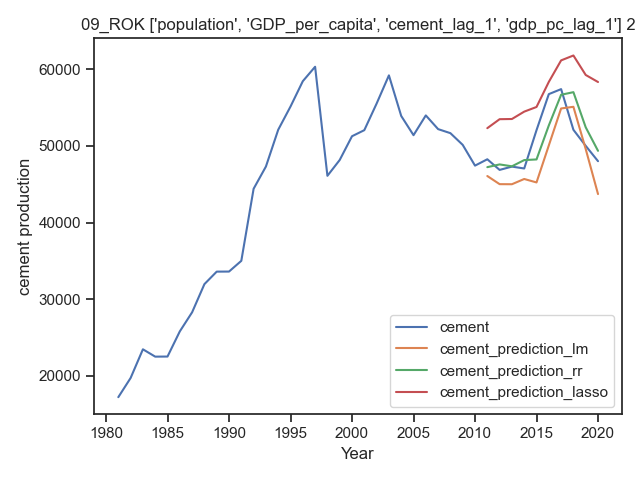 09_ROK ['population', 'GDP_per_capita', 'cement_lag_1', 'gdp_pc_lag_1'] 2
60000
50000
40000
30000
20000
cement production
cement
cement_prediction_lm
cement_prediction_rr
cement_prediction_lasso
1980 1985 1990 1995 2000 2005 2010 2015 2020
Year